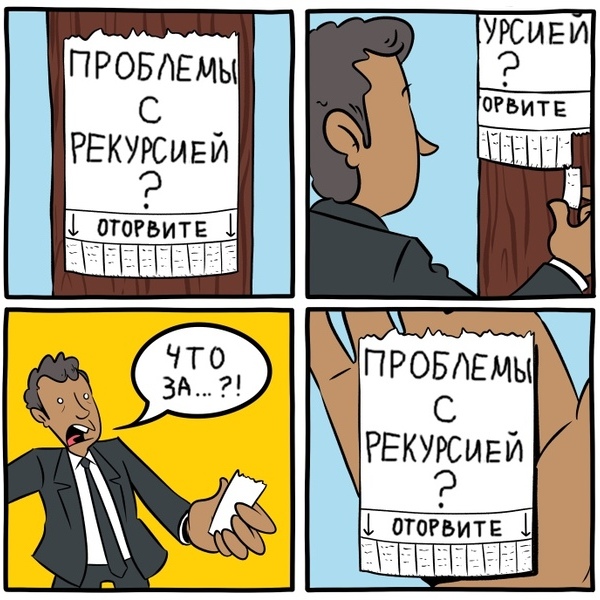 ПРОБЛЕМЫ
С
РЕКУРСИЕЙ
?
↓ ОТОРВИТЕ ↓
УРСИЕЙ
?
ОРВИТЕ
ЧТО
ЗА...?!
ПРОБЛЕМЫ
С
РЕКУРСИЕЙ
?
↓ ОТОРВИТЕ ↓